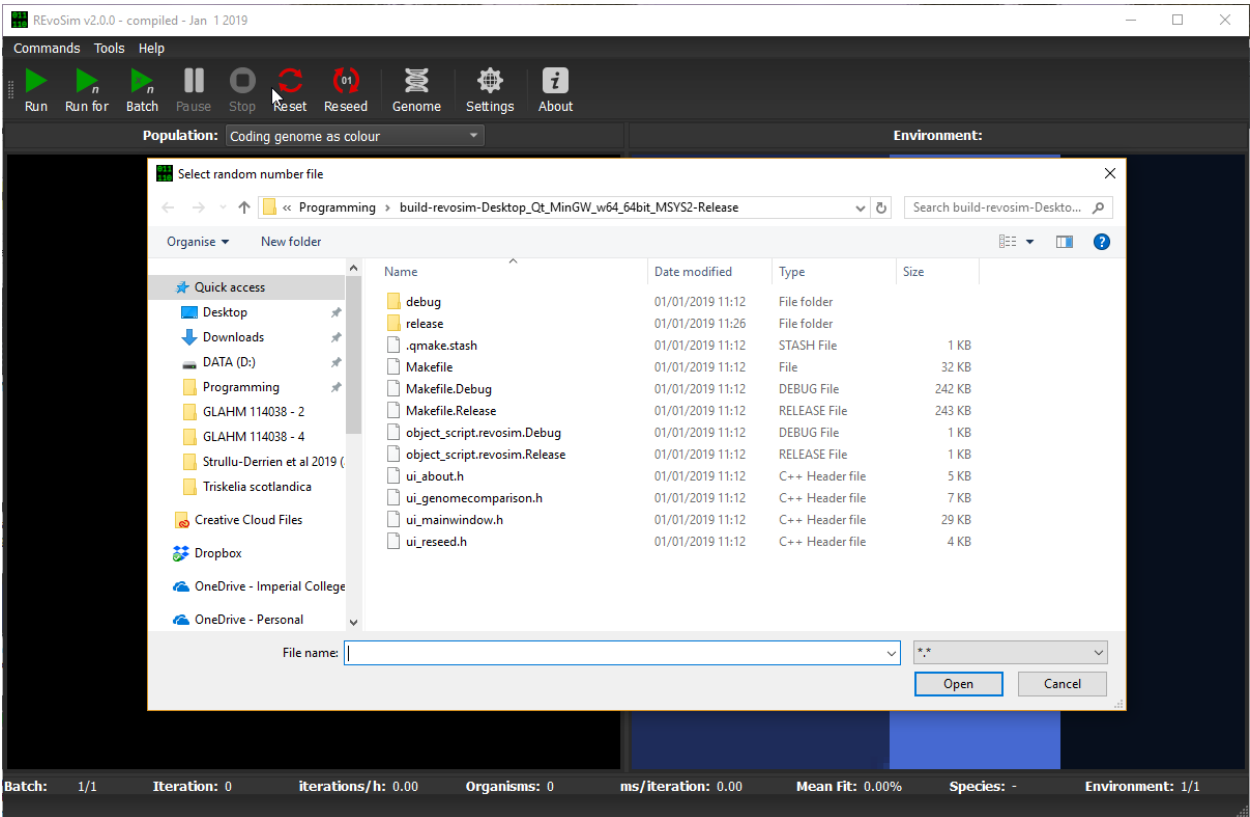 REvoSim v2.0.0 - compiled - Jan 1 2019
Commands Tools Help
01
n n i
Run Run for Batch Pause Stop Reset Reseed Genome Settings About
Population: Coding genome as colour Environment:
Select random number file
« Programming › build-revosim-Desktop_Qt_MinGW_w64_64bit_MSYS2-Release Search build-revosim-Deskto...
Organise New folder ?
Name Date modified Type Size
Quick access
debug 01/01/2019 11:12 File folder
Desktop
release 01/01/2019 11:26 File folder
Downloads
.qmake.stash 01/01/2019 11:12 STASH File 1 KB
DATA (D:)
Makefile 01/01/2019 11:12 File 32 KB
Programming
Makefile.Debug 01/01/2019 11:12 DEBUG File 242 KB
GLAHM 114038 - 2
Makefile.Release 01/01/2019 11:12 RELEASE File 243 KB
GLAHM 114038 - 4
object_script.revosim.Debug 01/01/2019 11:12 DEBUG File 1 KB
Strullu-Derrien et al 2019 (
object_script.revosim.Release 01/01/2019 11:12 RELEASE File 1 KB
Triskelia scotlandica
ui_about.h 01/01/2019 11:12 C++ Header file 5 KB
ui_genomecomparison.h 01/01/2019 11:12 C++ Header file 7 KB
Creative Cloud Files
ui_mainwindow.h 01/01/2019 11:12 C++ Header file 29 KB
ui_reseed.h 01/01/2019 11:12 C++ Header file 4 KB
Dropbox
OneDrive - Imperial College
OneDrive - Personal
File name: *.*
Open Cancel
Batch: 1/1 Iteration: 0 iterations/h: 0.00 Organisms: 0 ms/iteration: 0.00 Mean Fit: 0.00% Species: - Environment: 1/1